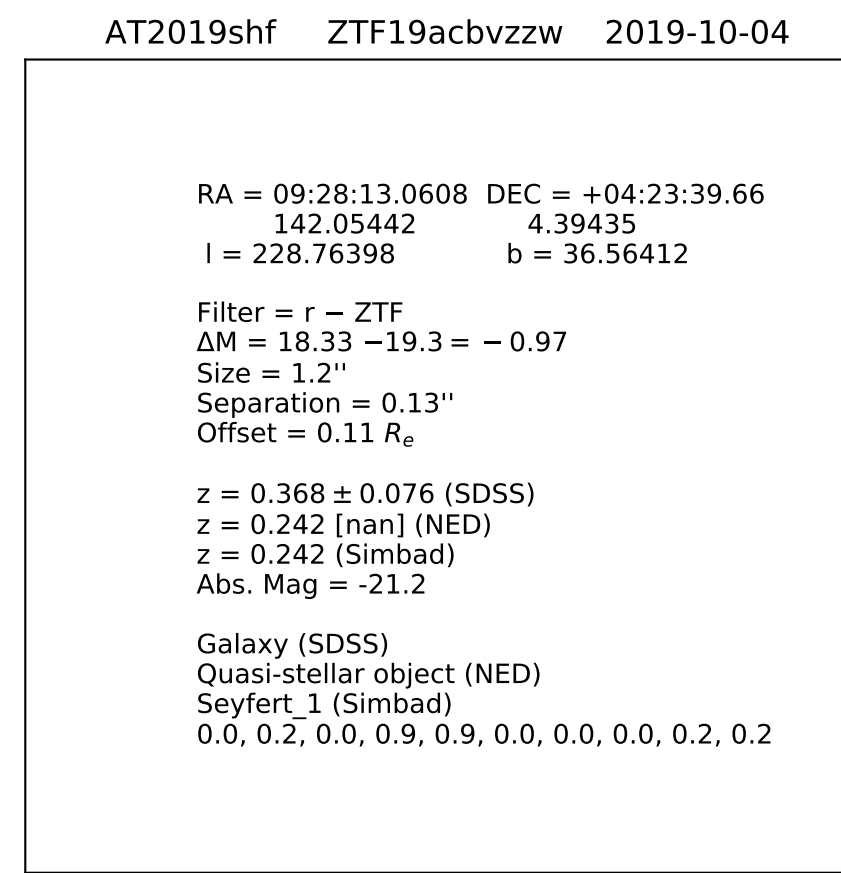 AT2019shf ZTF19acbvzzw 2019-10-04
RA = 09:28:13.0608 DEC = +04:23:39.66
142.05442 4.39435
l = 228.76398 b = 36.56412
Filter = r − ZTF
ΔM = 18.33 −19.3 = − 0.97
Size = 1.2''
Separation = 0.13''
Offset = 0.11 Re
z = 0.368 ± 0.076 (SDSS)
z = 0.242 [nan] (NED)
z = 0.242 (Simbad)
Abs. Mag = -21.2
Galaxy (SDSS)
Quasi-stellar object (NED)
Seyfert_1 (Simbad)
0.0, 0.2, 0.0, 0.9, 0.9, 0.0, 0.0, 0.0, 0.2, 0.2